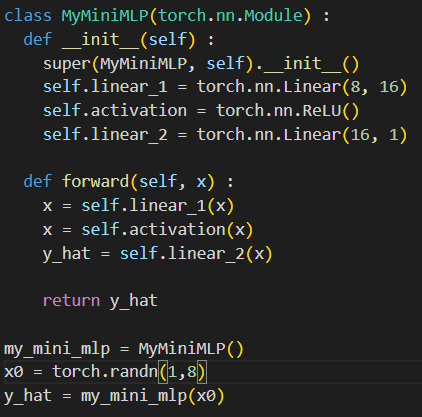 class MyMiniMLP(torch.nn.Module) :
  def __init__(self) :
    super(MyMiniMLP, self).__init__()
    self.linear_1 = torch.nn.Linear(8, 16)
    self.activation = torch.nn.ReLU()
    self.linear_2 = torch.nn.Linear(16, 1)

  def forward(self, x) :
    x = self.linear_1(x)
    x = self.activation(x)
    y_hat = self.linear_2(x)

    return y_hat

my_mini_mlp = MyMiniMLP()
x0 = torch.randn(1,8)
y_hat = my_mini_mlp(x0)